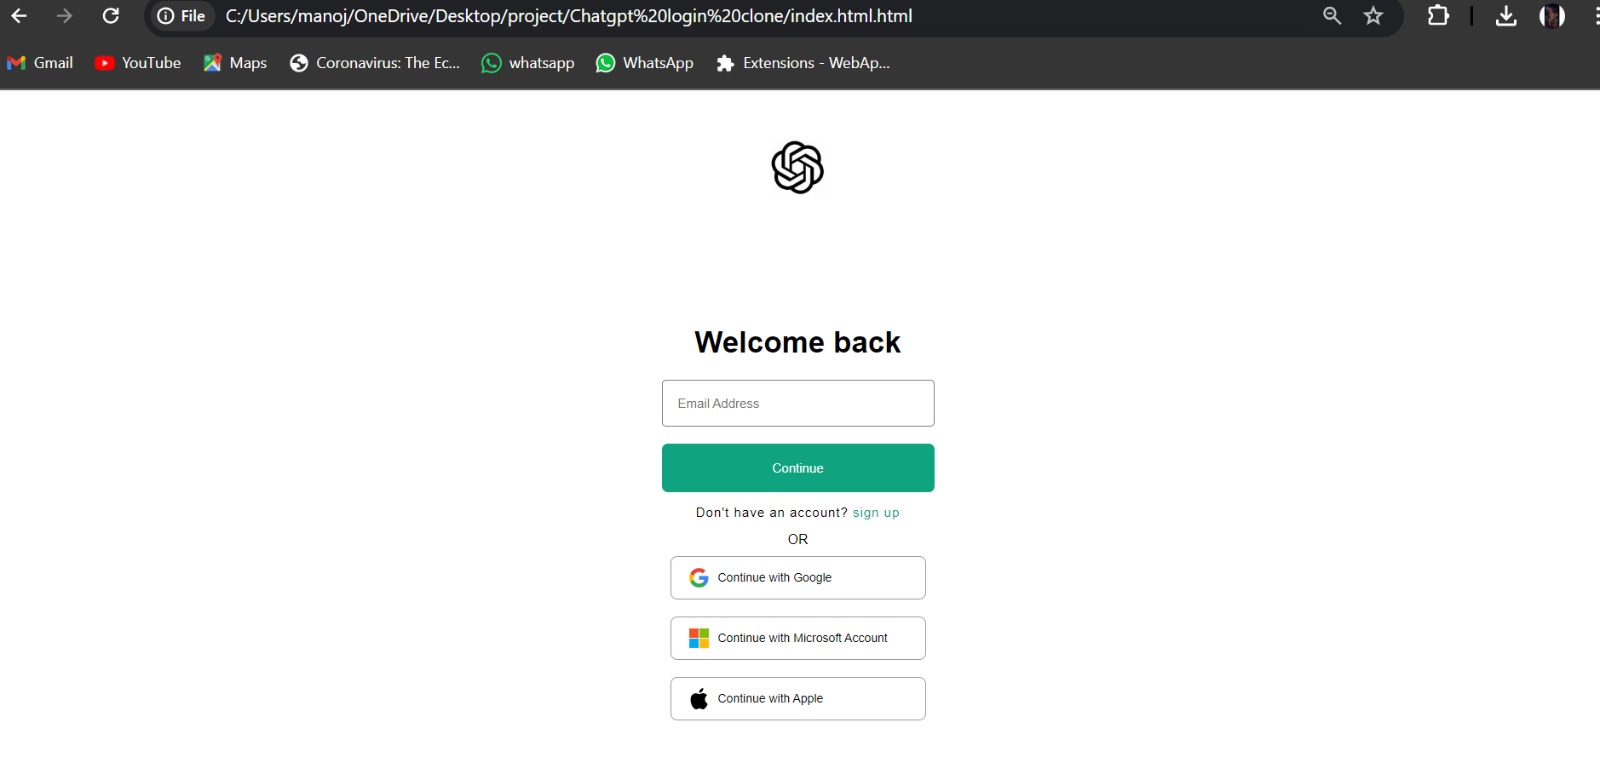 File C:/Users/manoj/OneDrive/Desktop/project/Chatgpt%20login%20clone/index.html.html
Gmail YouTube Maps Coronavirus: The Ec... whatsapp WhatsApp Extensions - WebAp...
Welcome back
Email Address
Continue
Don't have an account? sign up
OR
Continue with Google
Continue with Microsoft Account
Continue with Apple